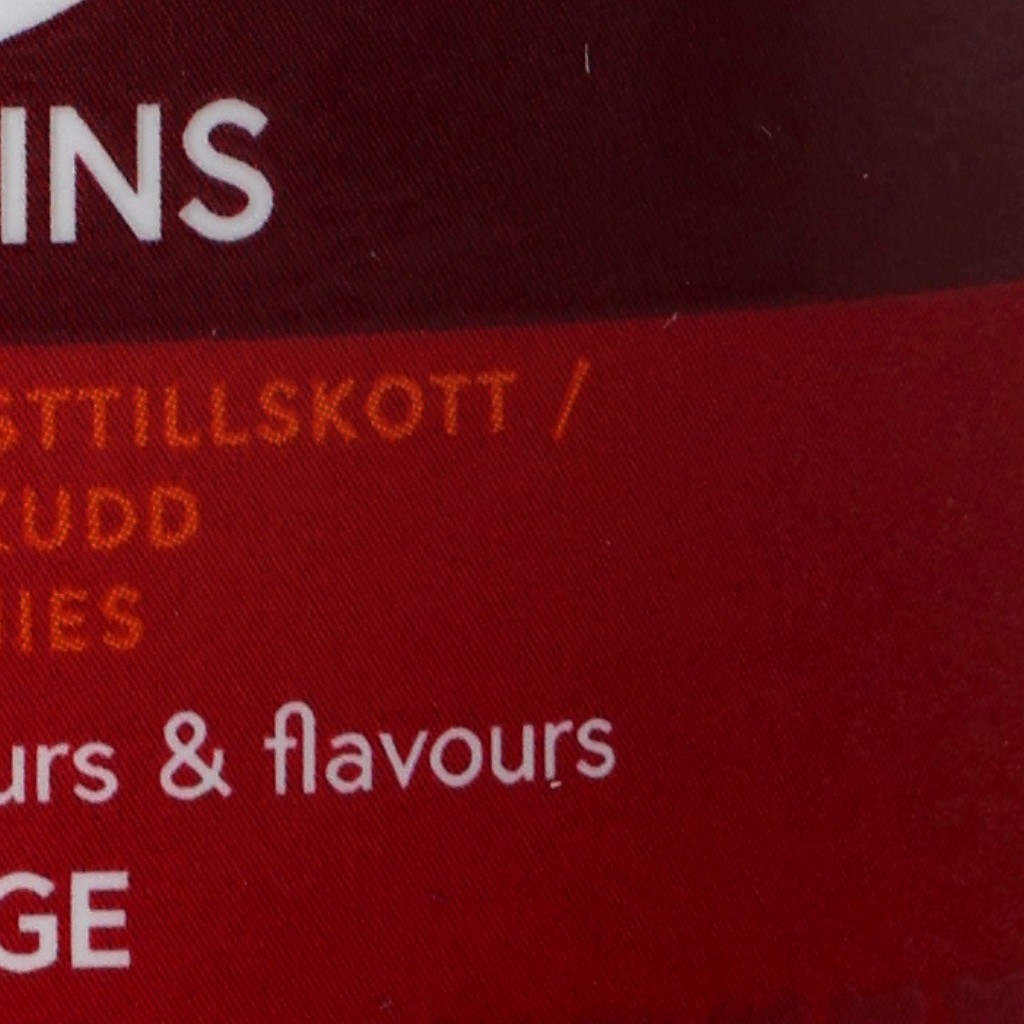 INS
STTILLSKOTT /
KUDD
IES
urs & flavours
GE